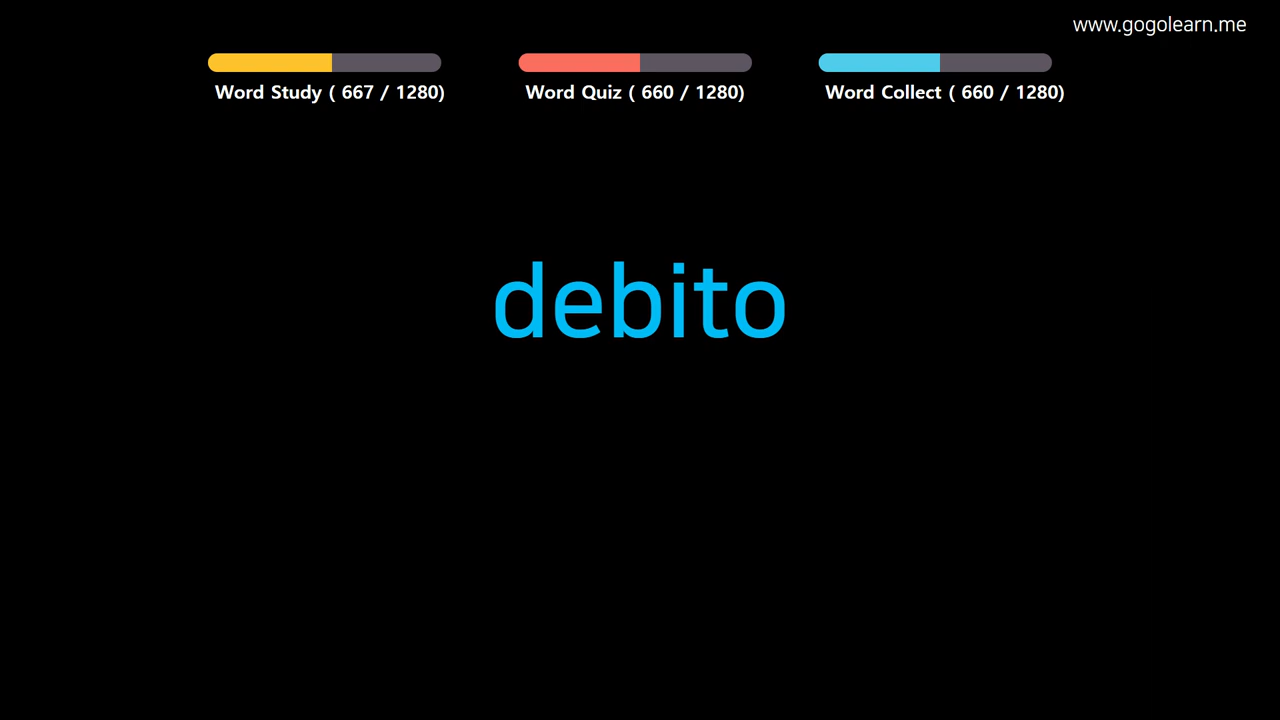 www.gogolearn.me
Word Study ( 667 / 1280)
Word Quiz ( 660 / 1280)
Word Collect ( 660 / 1280)
debito